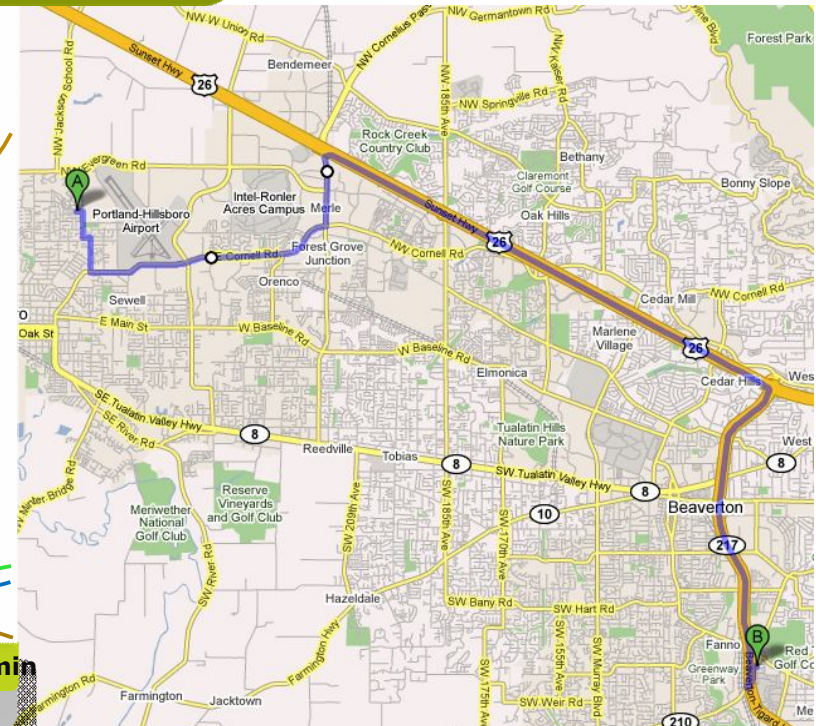 NW Germantown Rd
NW W Union Rd
NW Cornelius Pass
Forest Park
Bendemeer
Sunset Hwy
26
NW Jackson School Rd
NW 185th Ave
NW Kaiser Rd
NW Springville Rd
Rock Creek
Country Club
Bethany
NW Evergreen Rd
A
Claremont
Golf Course
Bonny Slope
Intel-Ronler
Acres Campus
Merle
Portland-Hillsboro
Airport
Oak Hills
Sunset Hwy
26
E Cornell Rd
Forest Grove
Junction
NW Cornell Rd
Orenco
Sewell
Cedar Mill
NW Cornell Rd
E Main St
W Baseline Rd
Oak St
Marlene
Village
26
W Baseline Rd
Elmonica
Cedar Hills
West
SE Tualatin Valley Hwy
SE River Rd
8
Tualatin Hills
Nature Park
West
Reedville
Tobias
8
8
SW Tualatin Valley Hwy
8
Meriwether
National
Golf Club
Reserve
Vineyards
and Golf Club
Beaverton
10
SW 209th Ave
SW 185th Ave
SW 170th Ave
217
SW River Rd
Hazeldale
SW Bany Rd
SW Hart Rd
B
Fanno
Greenway
Park
Red
Golf Co
min
SW 155th Ave
SW Murray Blvd
SW 175th Ave
Farmington Hwy
Farmington Rd
Farmington
Jacktown
SW Weir Rd
210
Me
Beaverton-Tigard